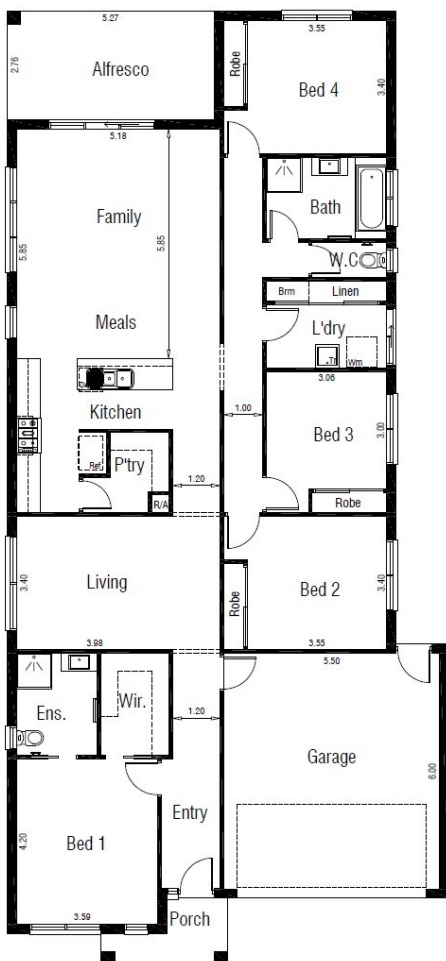 5.27
3.55
2.76
Alfresco
Robe
Bed 4
3.40
5.18
Family
5.85
5.85
Bath
W.C
Brm
Linen
Meals
L'dry
Tr
Wm
3.06
Kitchen
1.00
Bed 3
3.00
Ref.
P'try
1.20
R/A
Robe
Living
3.40
Robe
Bed 2
3.40
3.98
3.55
5.50
Ens.
Wir.
1.20
Garage
6.00
4.20
Bed 1
Entry
3.59
Porch